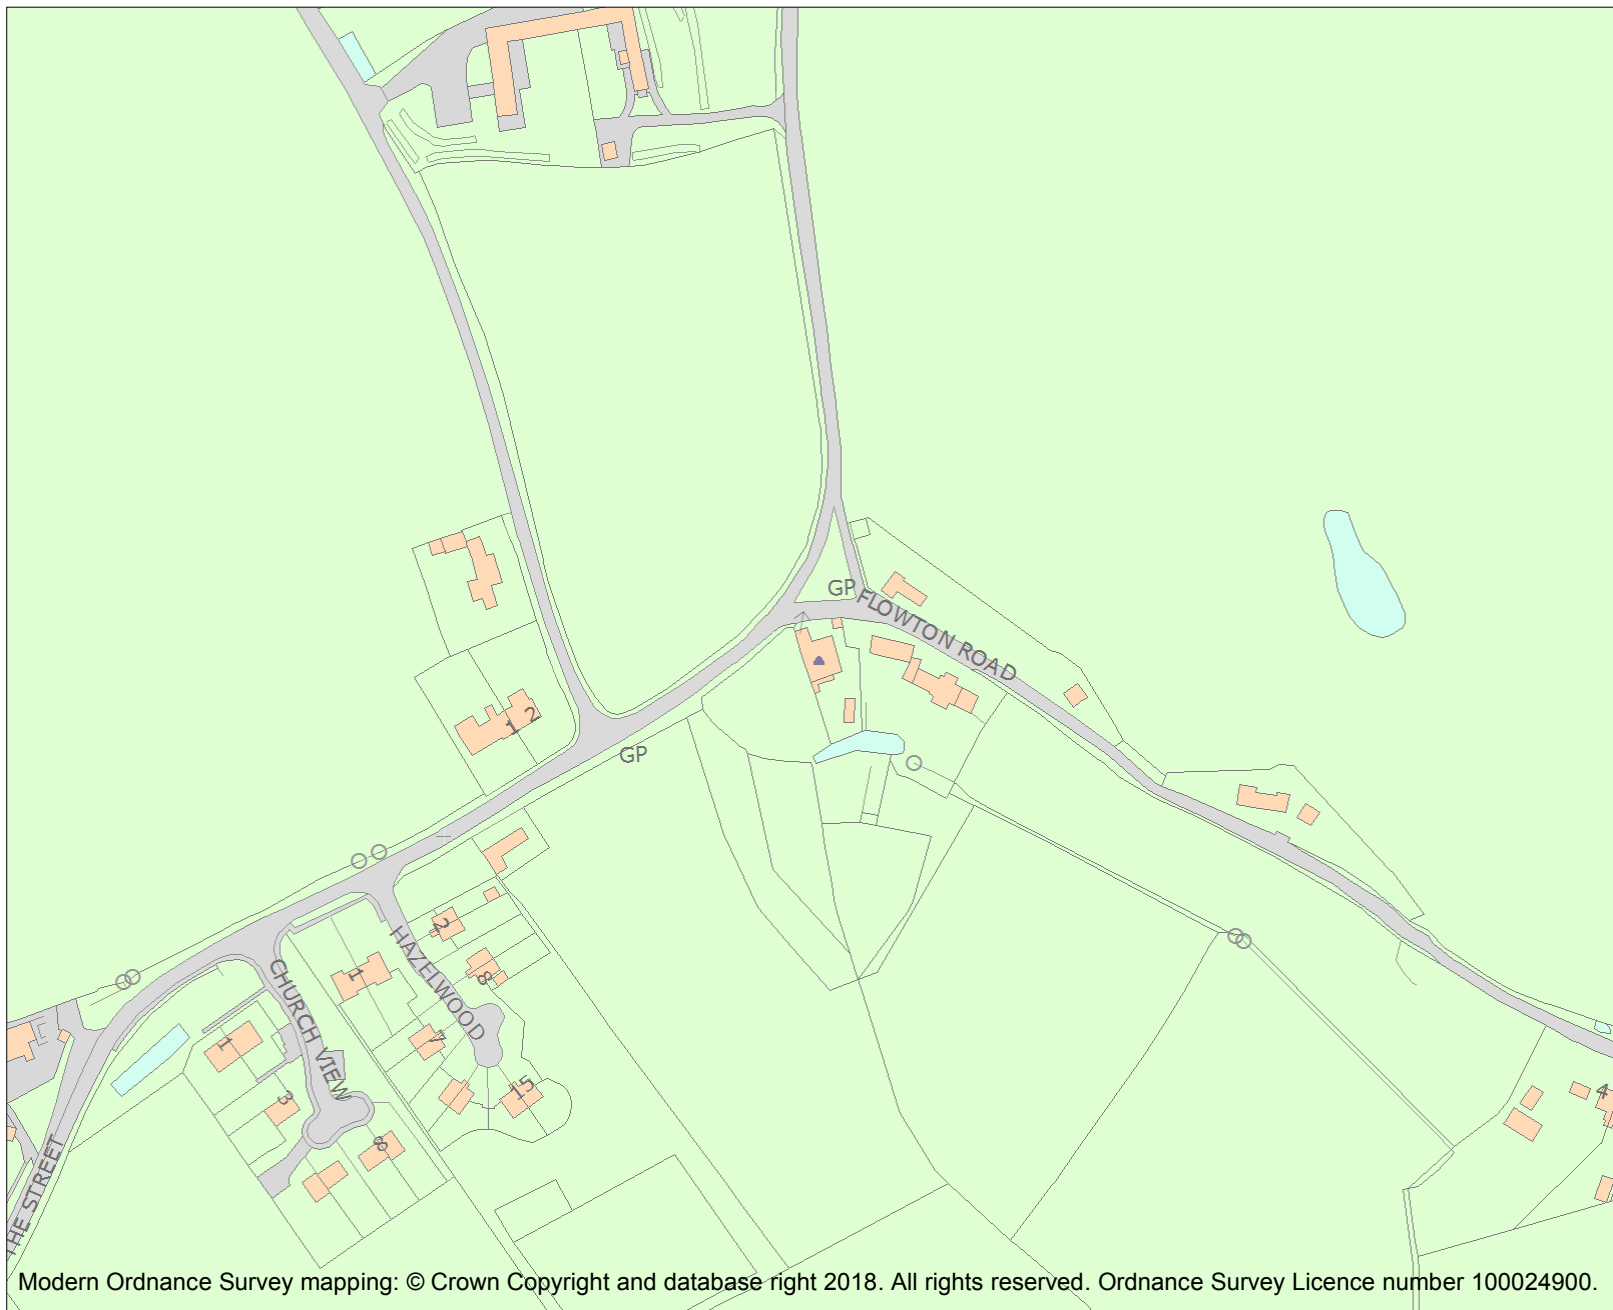 GP
FLOWTON ROAD
1 2
GP
2
HAZELWOOD
1
8
CHURCH VIEW
7
1
15
3
4
8
THE STREET
Modern Ordnance Survey mapping: © Crown Copyright and database right 2018. All rights reserved. Ordnance Survey Licence number 100024900.